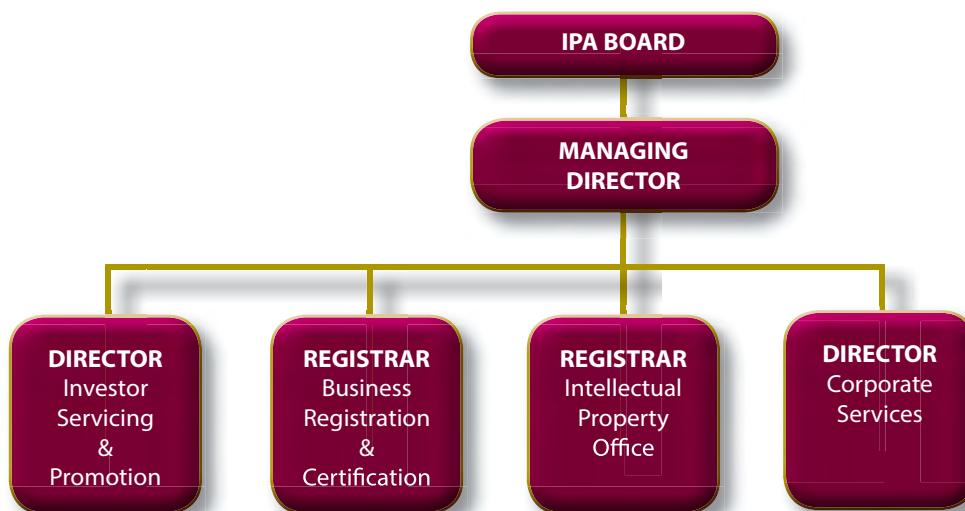 IPA BOARD
MANAGING
DIRECTOR
DIRECTOR
Investor
Servicing
&
Promotion
REGISTRAR
Business
Registration
&
Certification
REGISTRAR
Intellectual
Property
Office
DIRECTOR
Corporate
Services